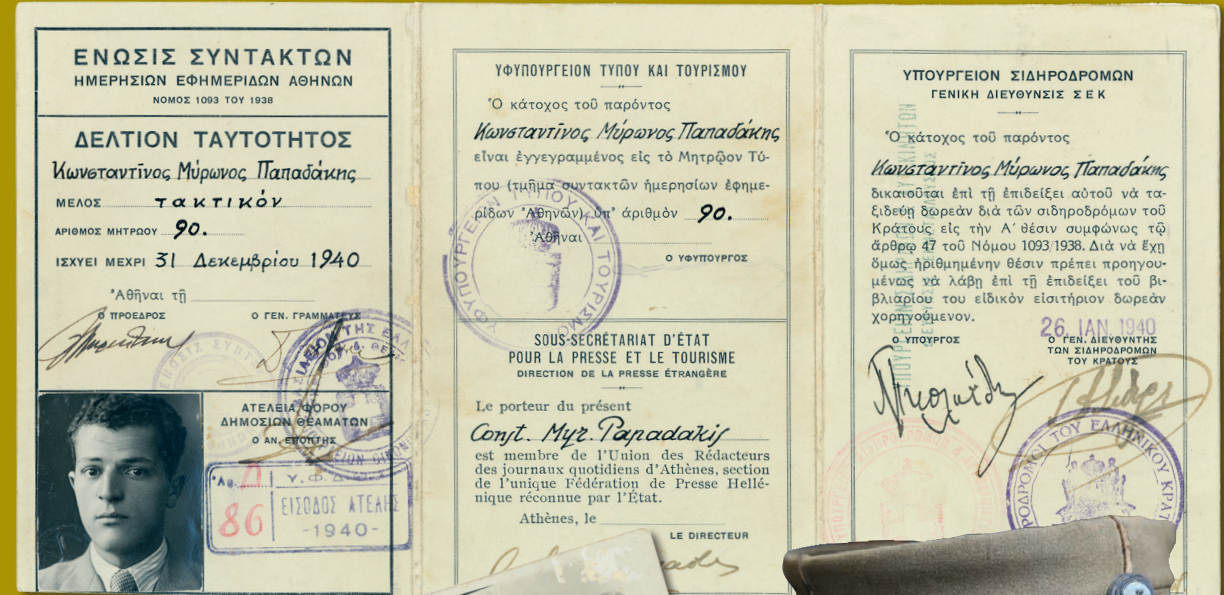 ΕΝΩΣΙΣ ΣΥΝΤΑΚΤΩΝ
ΗΜΕΡΗΣΙΩΝ ΕΦΗΜΕΡΙΔΩΝ ΑΘΗΝΩΝ
ΝΟΜΟΣ 1093 ΤΟΥ 1938
ΔΕΛΤΙΟΝ ΤΑΥΤΟΤΗΤΟΣ
Κωνσταντῖνος Μύρωνος Παπαδάκης
ΜΕΛΟΣ τακτικόν
ΑΡΙΘΜΟΣ ΜΗΤΡΩΟΥ 90.
ΙΣΧΥΕΙ ΜΕΧΡΙ 31 Δεκεμβρίου 1940
Ἀθῆναι τῇ
Ο ΠΡΟΕΔΡΟΣ Ο ΓΕΝ. ΓΡΑΜΜΑΤΕΥΣ
ΑΤΕΛΕΙΑ ΦΟΡΟΥ
ΔΗΜΟΣΙΩΝ ΘΕΑΜΑΤΩΝ
Ο ΑΝ. ΕΠΟΠΤΗΣ
Υ.Φ.Δ.
86 ΕΙΣΟΔΟΣ ΑΤΕΛΗΣ
-1940-
ΥΦΥΠΟΥΡΓΕΙΟΝ ΤΥΠΟΥ ΚΑΙ ΤΟΥΡΙΣΜΟΥ
Ὁ κάτοχος τοῦ παρόντος
Κωνσταντῖνος Μύρωνος Παπαδάκης
εἶναι ἐγγεγραμμένος εἰς τὸ Μητρῷον Τύ-
που (τμῆμα συντακτῶν ἡμερησίων ἐφημε-
ρίδων Ἀθηνῶν) ὑπ' ἀριθμὸν 90.
Ἀθῆναι
Ο ΥΦΥΠΟΥΡΓΟΣ
ΥΦΥΠΟΥΡΓΕΙΟΝ ΤΥΠΟΥ ΚΑΙ ΤΟΥΡΙΣΜΟΥ
SOUS-SECRÉTARIAT D'ÉTAT
POUR LA PRESSE ET LE TOURISME
DIRECTION DE LA PRESSE ÉTRANGÈRE
Le porteur du présent
Const. Myr. Papadakis
est membre de l'Union des Rédacteurs
des journaux quotidiens d'Athènes, section
de l'unique Fédération de Presse Hellé-
nique réconnue par l'État.
Athènes, le
LE DIRECTEUR
ΥΠΟΥΡΓΕΙΟΝ ΣΙΔΗΡΟΔΡΟΜΩΝ
ΓΕΝΙΚΗ ΔΙΕΥΘΥΝΣΙΣ ΣΕΚ
Ὁ κάτοχος τοῦ παρόντος
Κωνσταντῖνος Μύρωνος Παπαδάκης
δικαιοῦται ἐπὶ τῇ ἐπιδείξει αὐτοῦ νὰ τα-
ξιδεύῃ δωρεὰν διὰ τῶν σιδηροδρόμων τοῦ
Κράτους εἰς τὴν Α΄ θέσιν συμφώνως τῷ
ἄρθρῳ 47 τοῦ Νόμου 1093/1938. Διὰ νὰ ἔχῃ
ὅμως ἠριθμημένην θέσιν πρέπει προηγου-
μένως νὰ λάβῃ ἐπὶ τῇ ἐπιδείξει τοῦ βι-
βλιαρίου του εἰδικὸν εἰσιτήριον δωρεὰν
χορηγούμενον.
26. ΙΑΝ. 1940
Ο ΥΠΟΥΡΓΟΣ Ο ΓΕΝ. ΔΙΕΥΘΥΝΤΗΣ
ΤΩΝ ΣΙΔΗΡΟΔΡΟΜΩΝ
ΤΟΥ ΚΡΑΤΟΥΣ